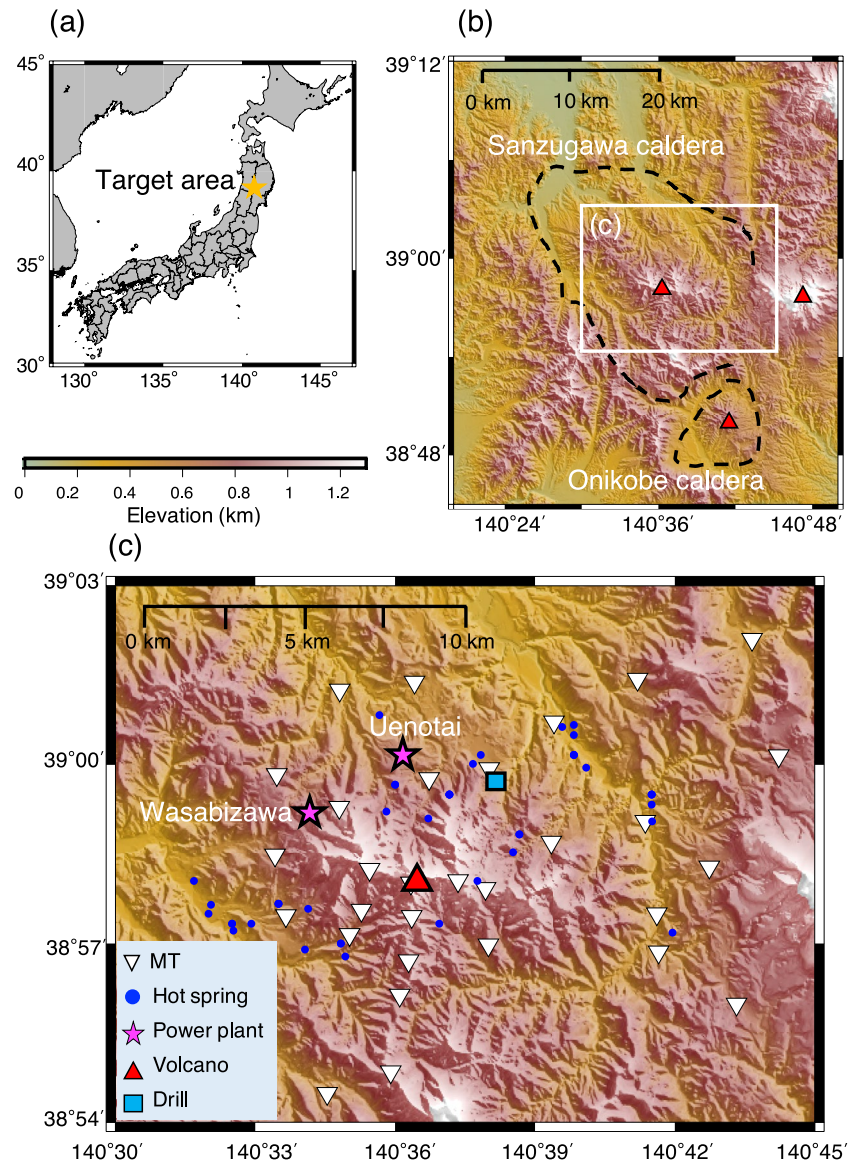 (a)
45°
40°
35°
30°
130°
135°
140°
145°
Target area
0
0.2
0.4
0.6
0.8
1
1.2
Elevation (km)
(b)
39°12′
39°00′
38°48′
0 km
10 km
20 km
Sanzugawa caldera
(c)
Onikobe caldera
140°24′
140°36′
140°48′
(c)
39°03′
39°00′
38°57′
38°54′
0 km
5 km
10 km
Uenotai
Wasabizawa
MT
Hot spring
Power plant
Volcano
Drill
140°30′
140°33′
140°36′
140°39′
140°42′
140°45′